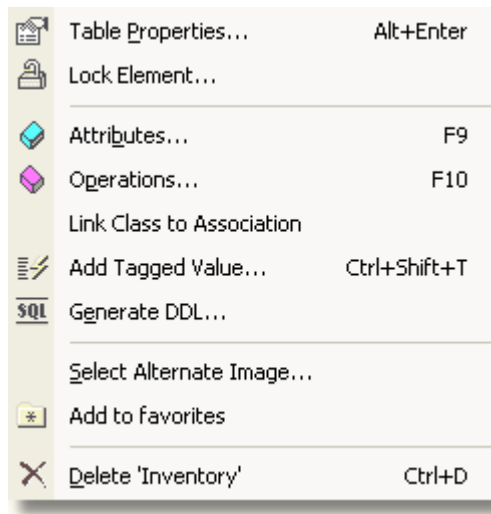 Table Properties... Alt+Enter
Lock Element...
Attributes... F9
Operations... F10
Link Class to Association
Add Tagged Value... Ctrl+Shift+T
SQL Generate DDL...
Select Alternate Image...
Add to favorites
Delete 'Inventory' Ctrl+D